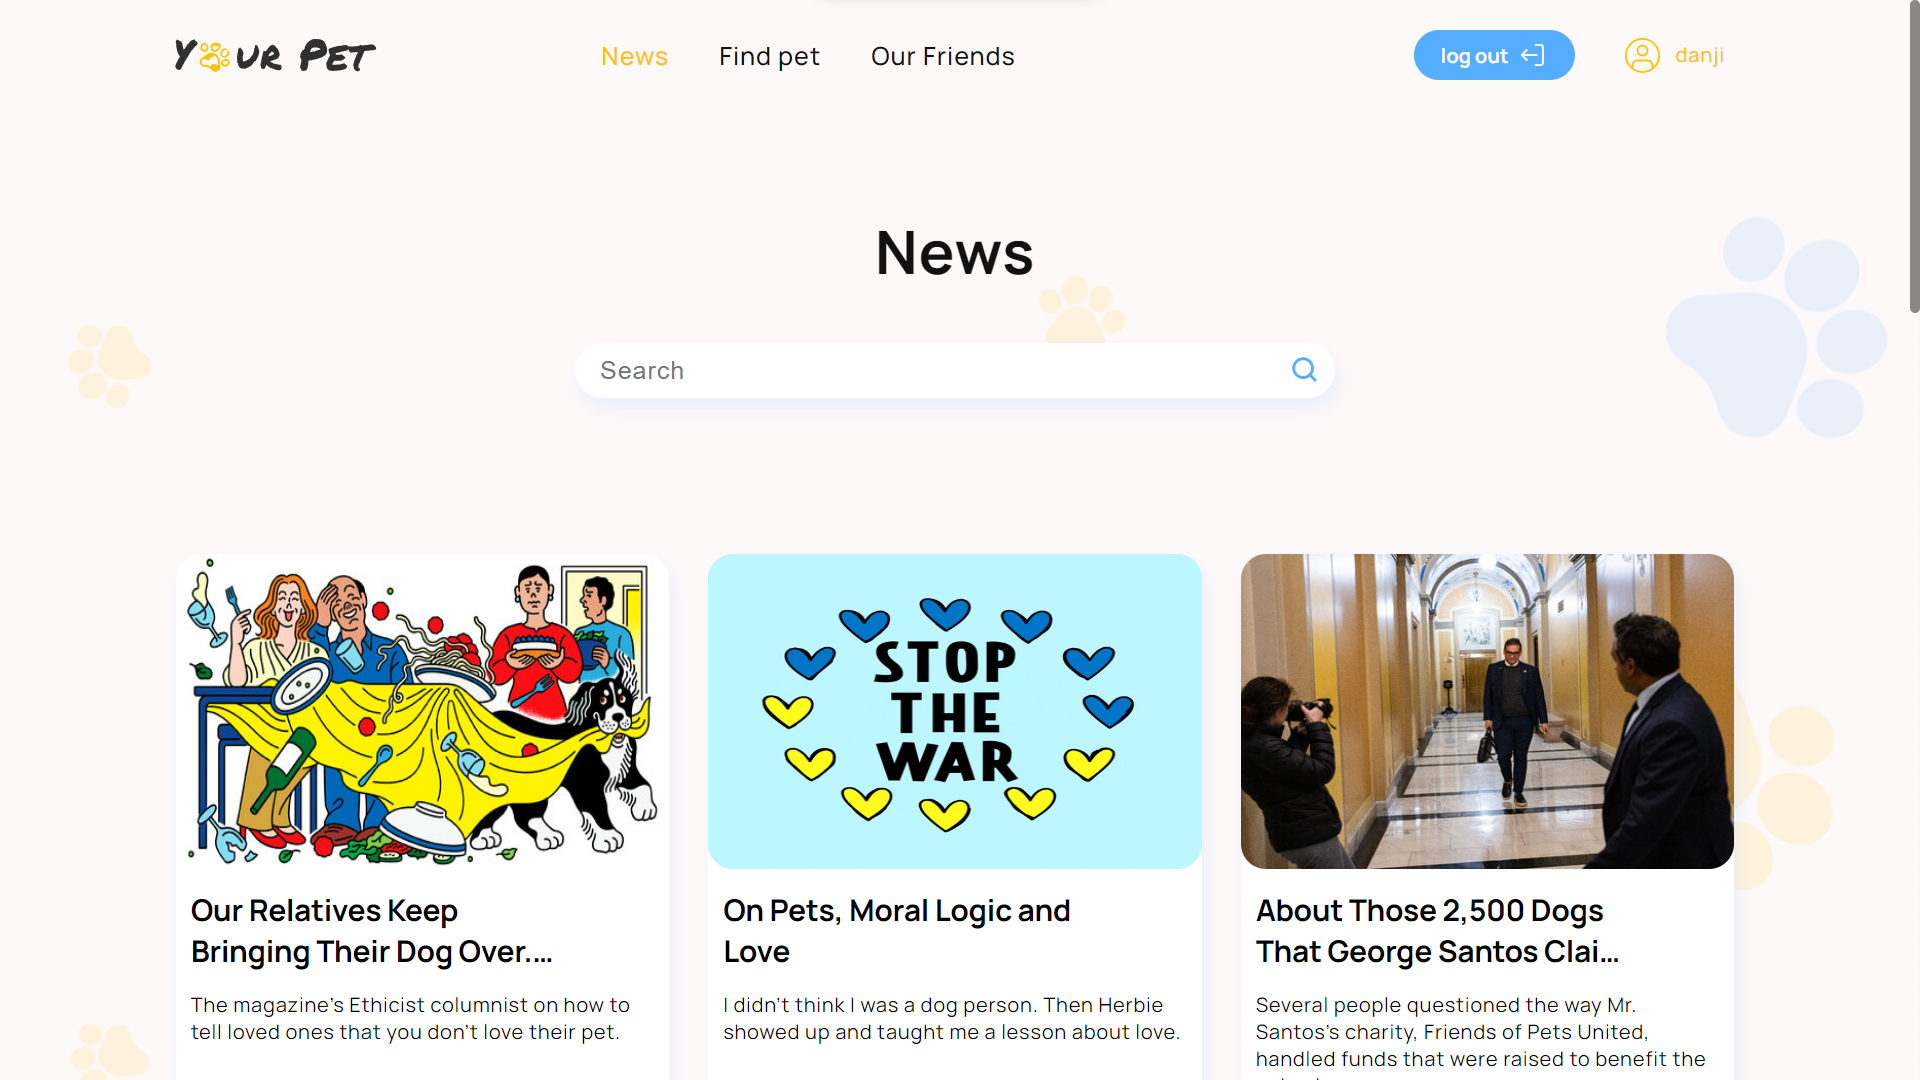 YOUR PET
News
Find pet
Our Friends
log out
danji
News
Search
STOP
THE
WAR
Our Relatives Keep
Bringing Their Dog Over....
The magazine’s Ethicist columnist on how to
tell loved ones that you don’t love their pet.
On Pets, Moral Logic and
Love
I didn’t think I was a dog person. Then Herbie
showed up and taught me a lesson about love.
About Those 2,500 Dogs
That George Santos Clai...
Several people questioned the way Mr.
Santos’s charity, Friends of Pets United,
handled funds that were raised to benefit the